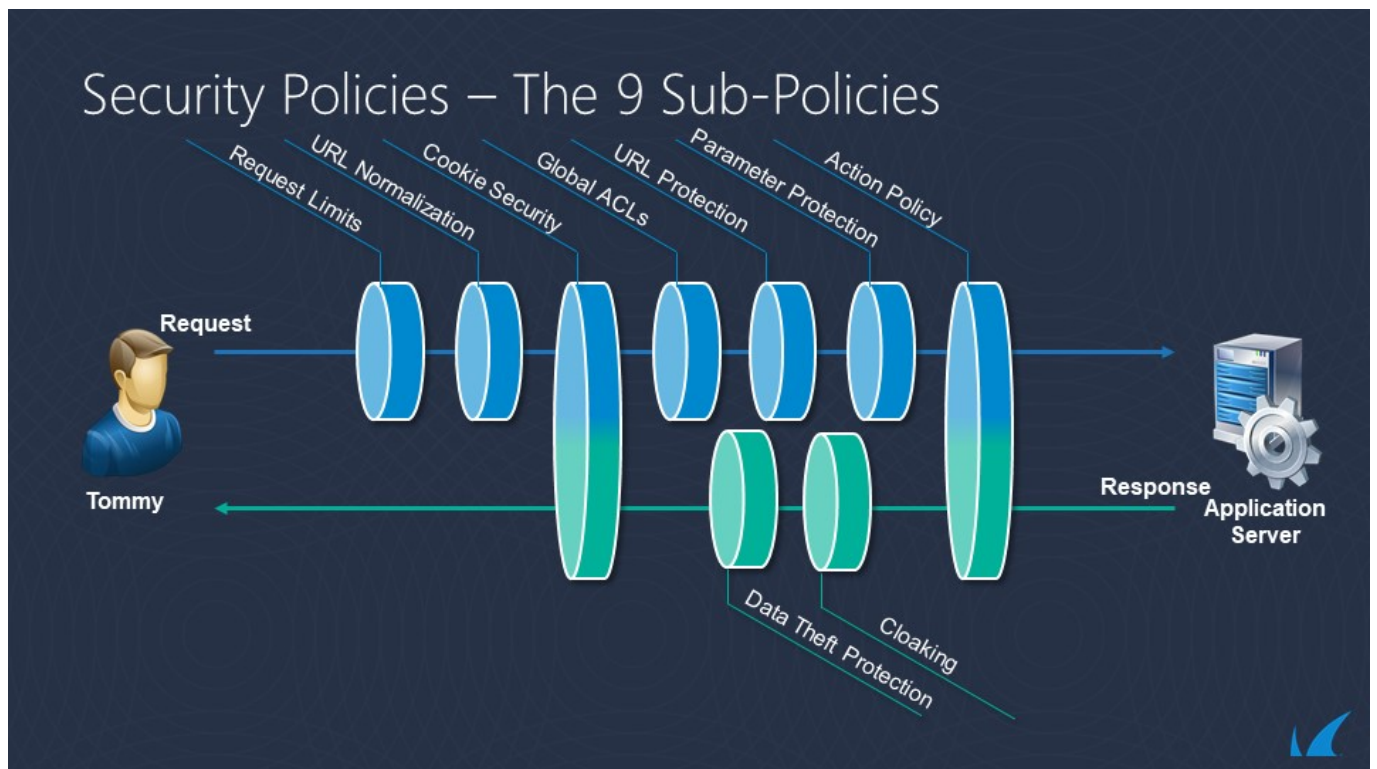 Security Policies – The 9 Sub-Policies
Request Limits
URL Normalization
Cookie Security
Global ACLs
URL Protection
Parameter Protection
Action Policy
Request
Tommy
Response
Application
Server
Data Theft Protection
Cloaking